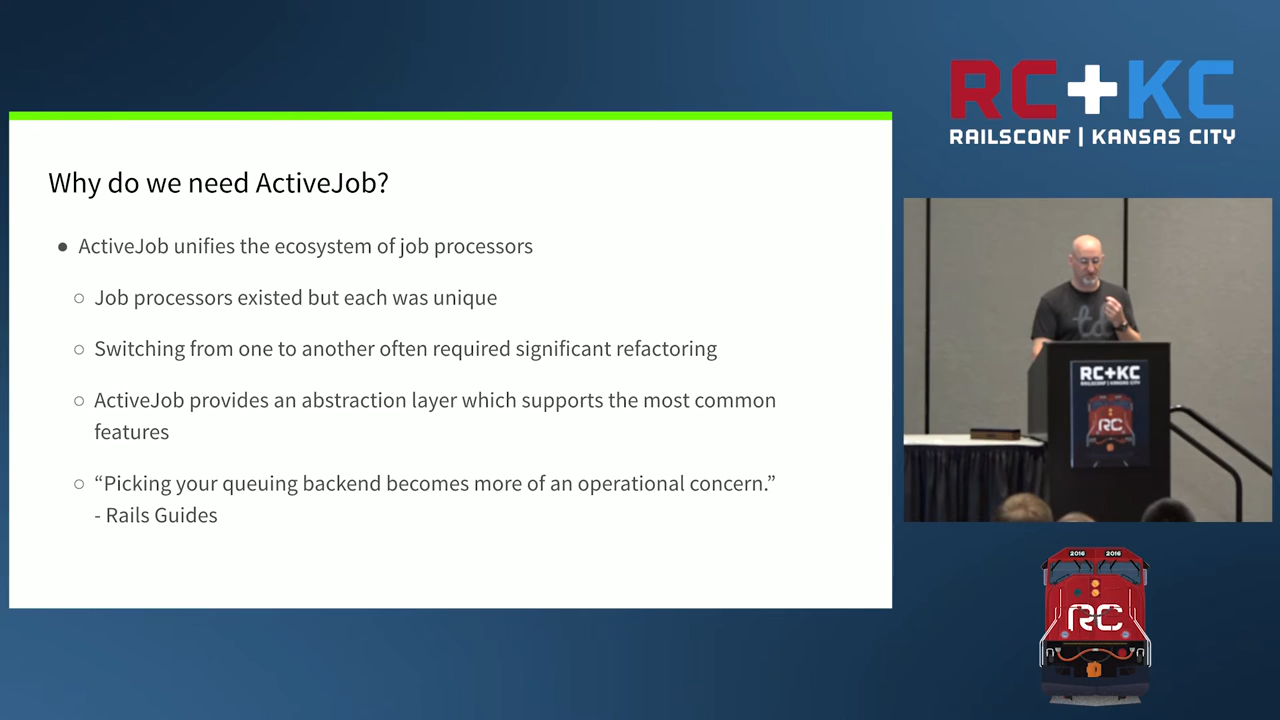 RC+KC
RAILSCONF | KANSAS CITY
Why do we need ActiveJob?
● ActiveJob unifies the ecosystem of job processors
○ Job processors existed but each was unique
○ Switching from one to another often required significant refactoring
○ ActiveJob provides an abstraction layer which supports the most common
features
○ “Picking your queuing backend becomes more of an operational concern.”
- Rails Guides
td
RC+KC
RAILSCONF | KANSAS CITY
RC
2016 2016
RC